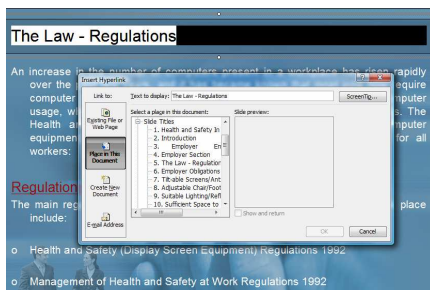 The Law - Regulations
An increase in the number of computers present in a workplace has risen rapidly
over the
equire
computer
mputer
usage, wi
s. The
Health a
mputer
equipmen
for all
workers:
Insert Hyperlink
Link to:
Text to display: The Law - Regulations
ScreenTip...
Existing File or
Web Page
Place in This
Document
Create New
Document
E-mail Address
Select a place in this document:
Slide Titles
1. Health and Safety In
2. Introduction
3. Employer En
4. Employer Section
5. The Law - Regulation
6. Employer Obligations
7. Tilt-able Screens/Ant
8. Adjustable Chair/Foot
9. Suitable Lighting/Refl
10. Sufficient Space to
Slide preview:
Show and return
OK
Cancel
Regulation
The main reg
place
include:
o Health and Safety (Display Screen Equipment) Regulations 1992
o Management of Health and Safety at Work Regulations 1992